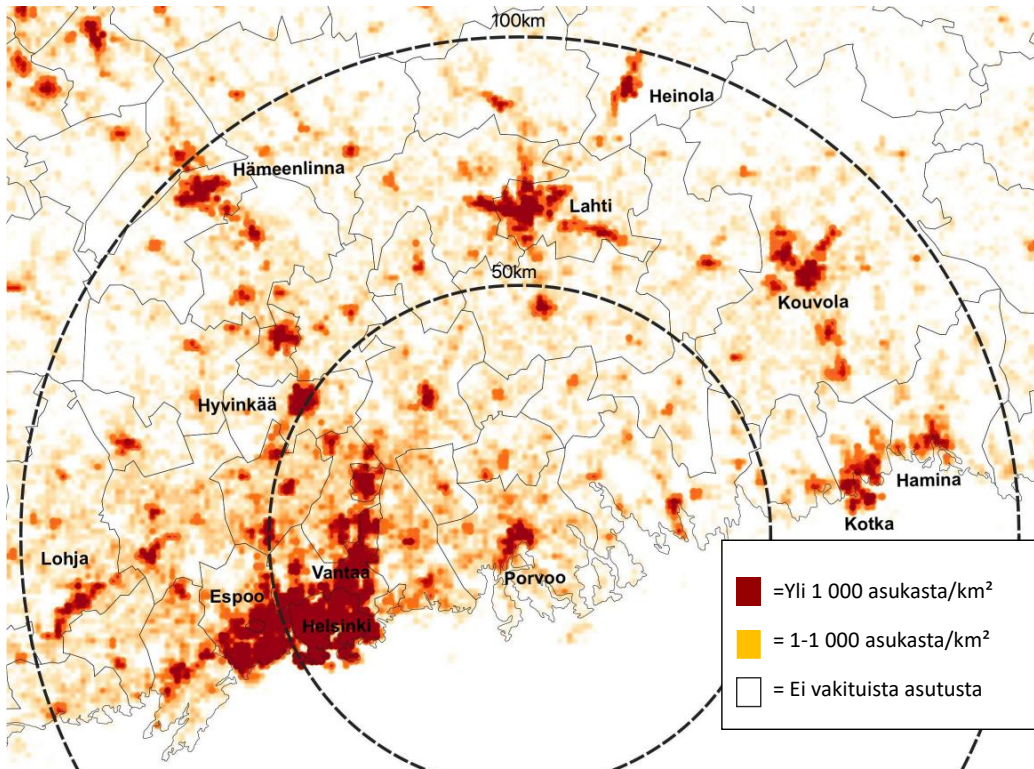 100km
Heinola
Hämeenlinna
Lahti
50km
Kouvola
Hyvinkää
Hamina
Kotka
Lohja
Vantaa
Porvoo
Espoo
Helsinki
=Yli 1 000 asukasta/km²
= 1-1 000 asukasta/km²
= Ei vakituista asutusta